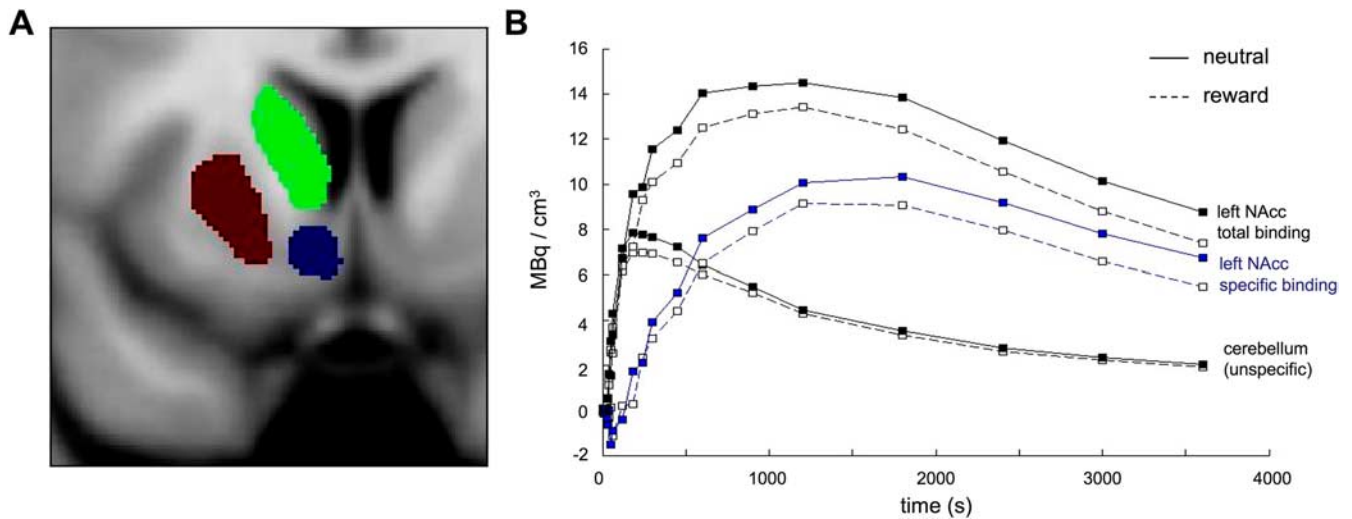 A
B
16
14
12
10
8
6
4
2
0
-2
MBq / cm³
neutral
reward
left NAcc
total binding
left NAcc
specific binding
cerebellum
(unspecific)
0 1000 2000 3000 4000
time (s)